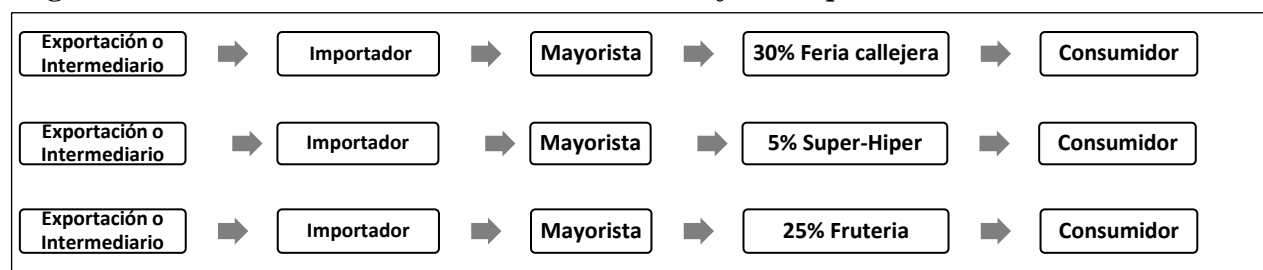 Exportación o
Intermediario
Importador
Mayorista
30% Feria callejera
Consumidor
Exportación o
Intermediario
Importador
Mayorista
5% Super-Hiper
Consumidor
Exportación o
Intermediario
Importador
Mayorista
25% Fruteria
Consumidor